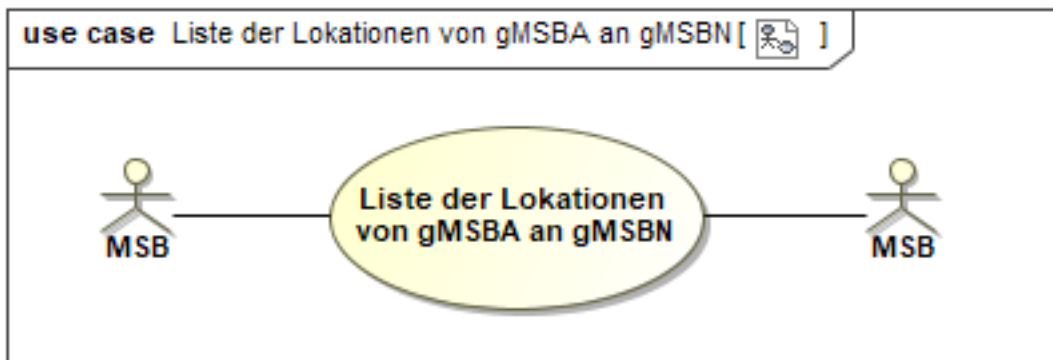 use case Liste der Lokationen von gMSBA an gMSBN [ ]
Liste der Lokationen
von gMSBA an gMSBN
MSB
MSB